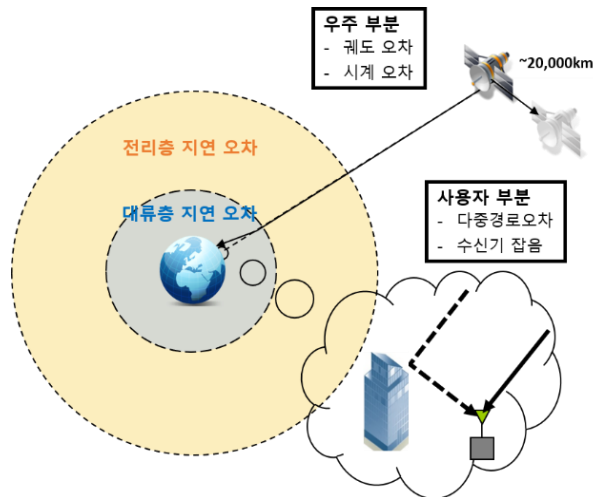 우주 부분
- 궤도 오차
- 시계 오차
~20,000km
전리층 지연 오차
대류층 지연 오차
사용자 부분
- 다중경로오차
- 수신기 잡음